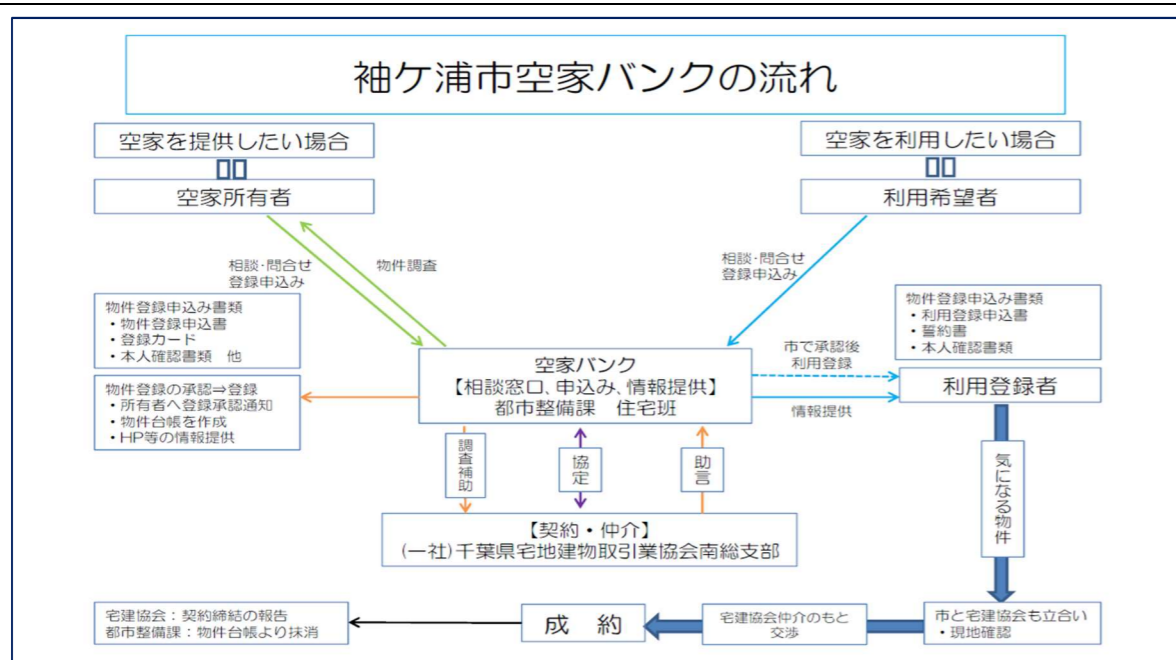 袖ケ浦市空家バンクの流れ
空家を提供したい場合
空家所有者
空家を利用したい場合
利用希望者
相談・問合せ
登録申込み
物件調査
相談・問合せ
登録申込み
物件登録申込み書類
・物件登録申込書
・登録カード
・本人確認書類　他
物件登録申込み書類
・利用登録申込書
・誓約書
・本人確認書類
空家バンク
【相談窓口、申込み、情報提供】
都市整備課　住宅班
市で承認後
利用登録
情報提供
利用登録者
物件登録の承認⇒登録
・所有者へ登録承認通知
・物件台帳を作成
・HP等の情報提供
調査補助
協定
助言
気になる物件
【契約・仲介】
(一社)千葉県宅地建物取引業協会南総支部
宅建協会：契約締結の報告
都市整備課：物件台帳より抹消
成　約
宅建協会仲介のもと
交渉
市と宅建協会も立合い
・現地確認